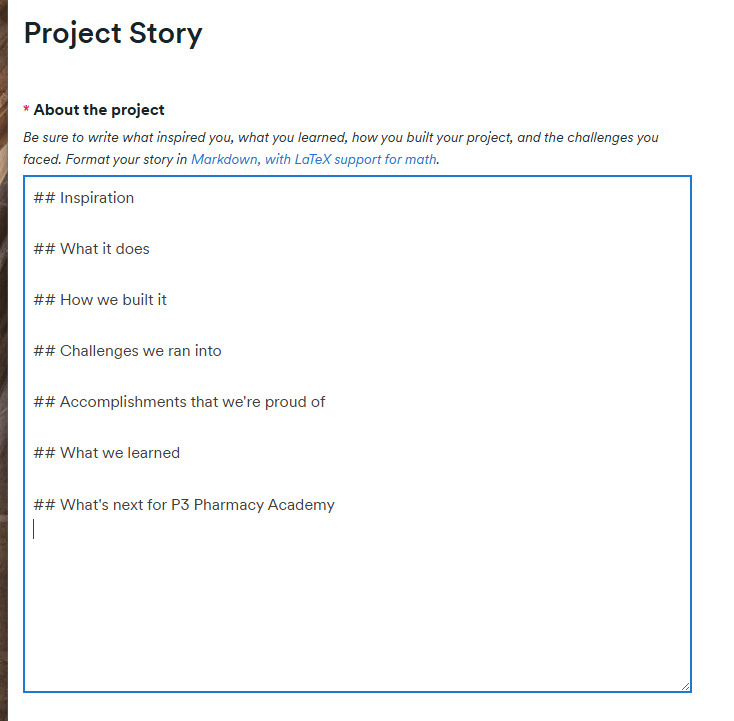 Project Story
* About the project
Be sure to write what inspired you, what you learned, how you built your project, and the challenges you
faced. Format your story in Markdown, with LaTeX support for math.
## Inspiration
## What it does
## How we built it
## Challenges we ran into
## Accomplishments that we're proud of
## What we learned
## What's next for P3 Pharmacy Academy